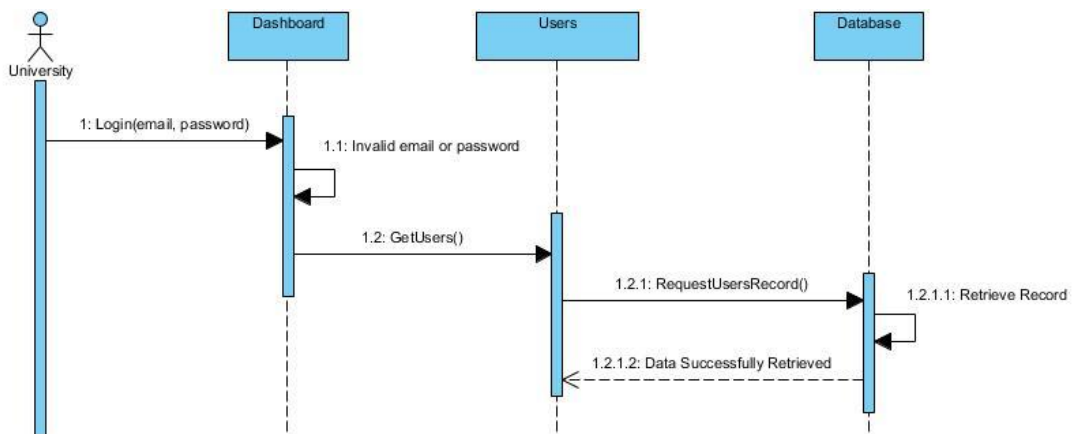 Dashboard
Users
Database
University
1: Login(email, password)
1.1: Invalid email or password
1.2: GetUsers()
1.2.1: RequestUsersRecord()
1.2.1.1: Retrieve Record
1.2.1.2: Data Successfully Retrieved